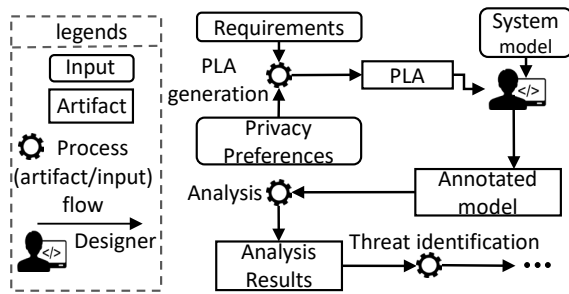 legends
Input
Artifact
Process
(artifact/input)
flow
</> Designer
Requirements
PLA
generation
PLA
System
model
</>
Privacy
Preferences
Analysis
Annotated
model
Analysis
Results
Threat identification
...